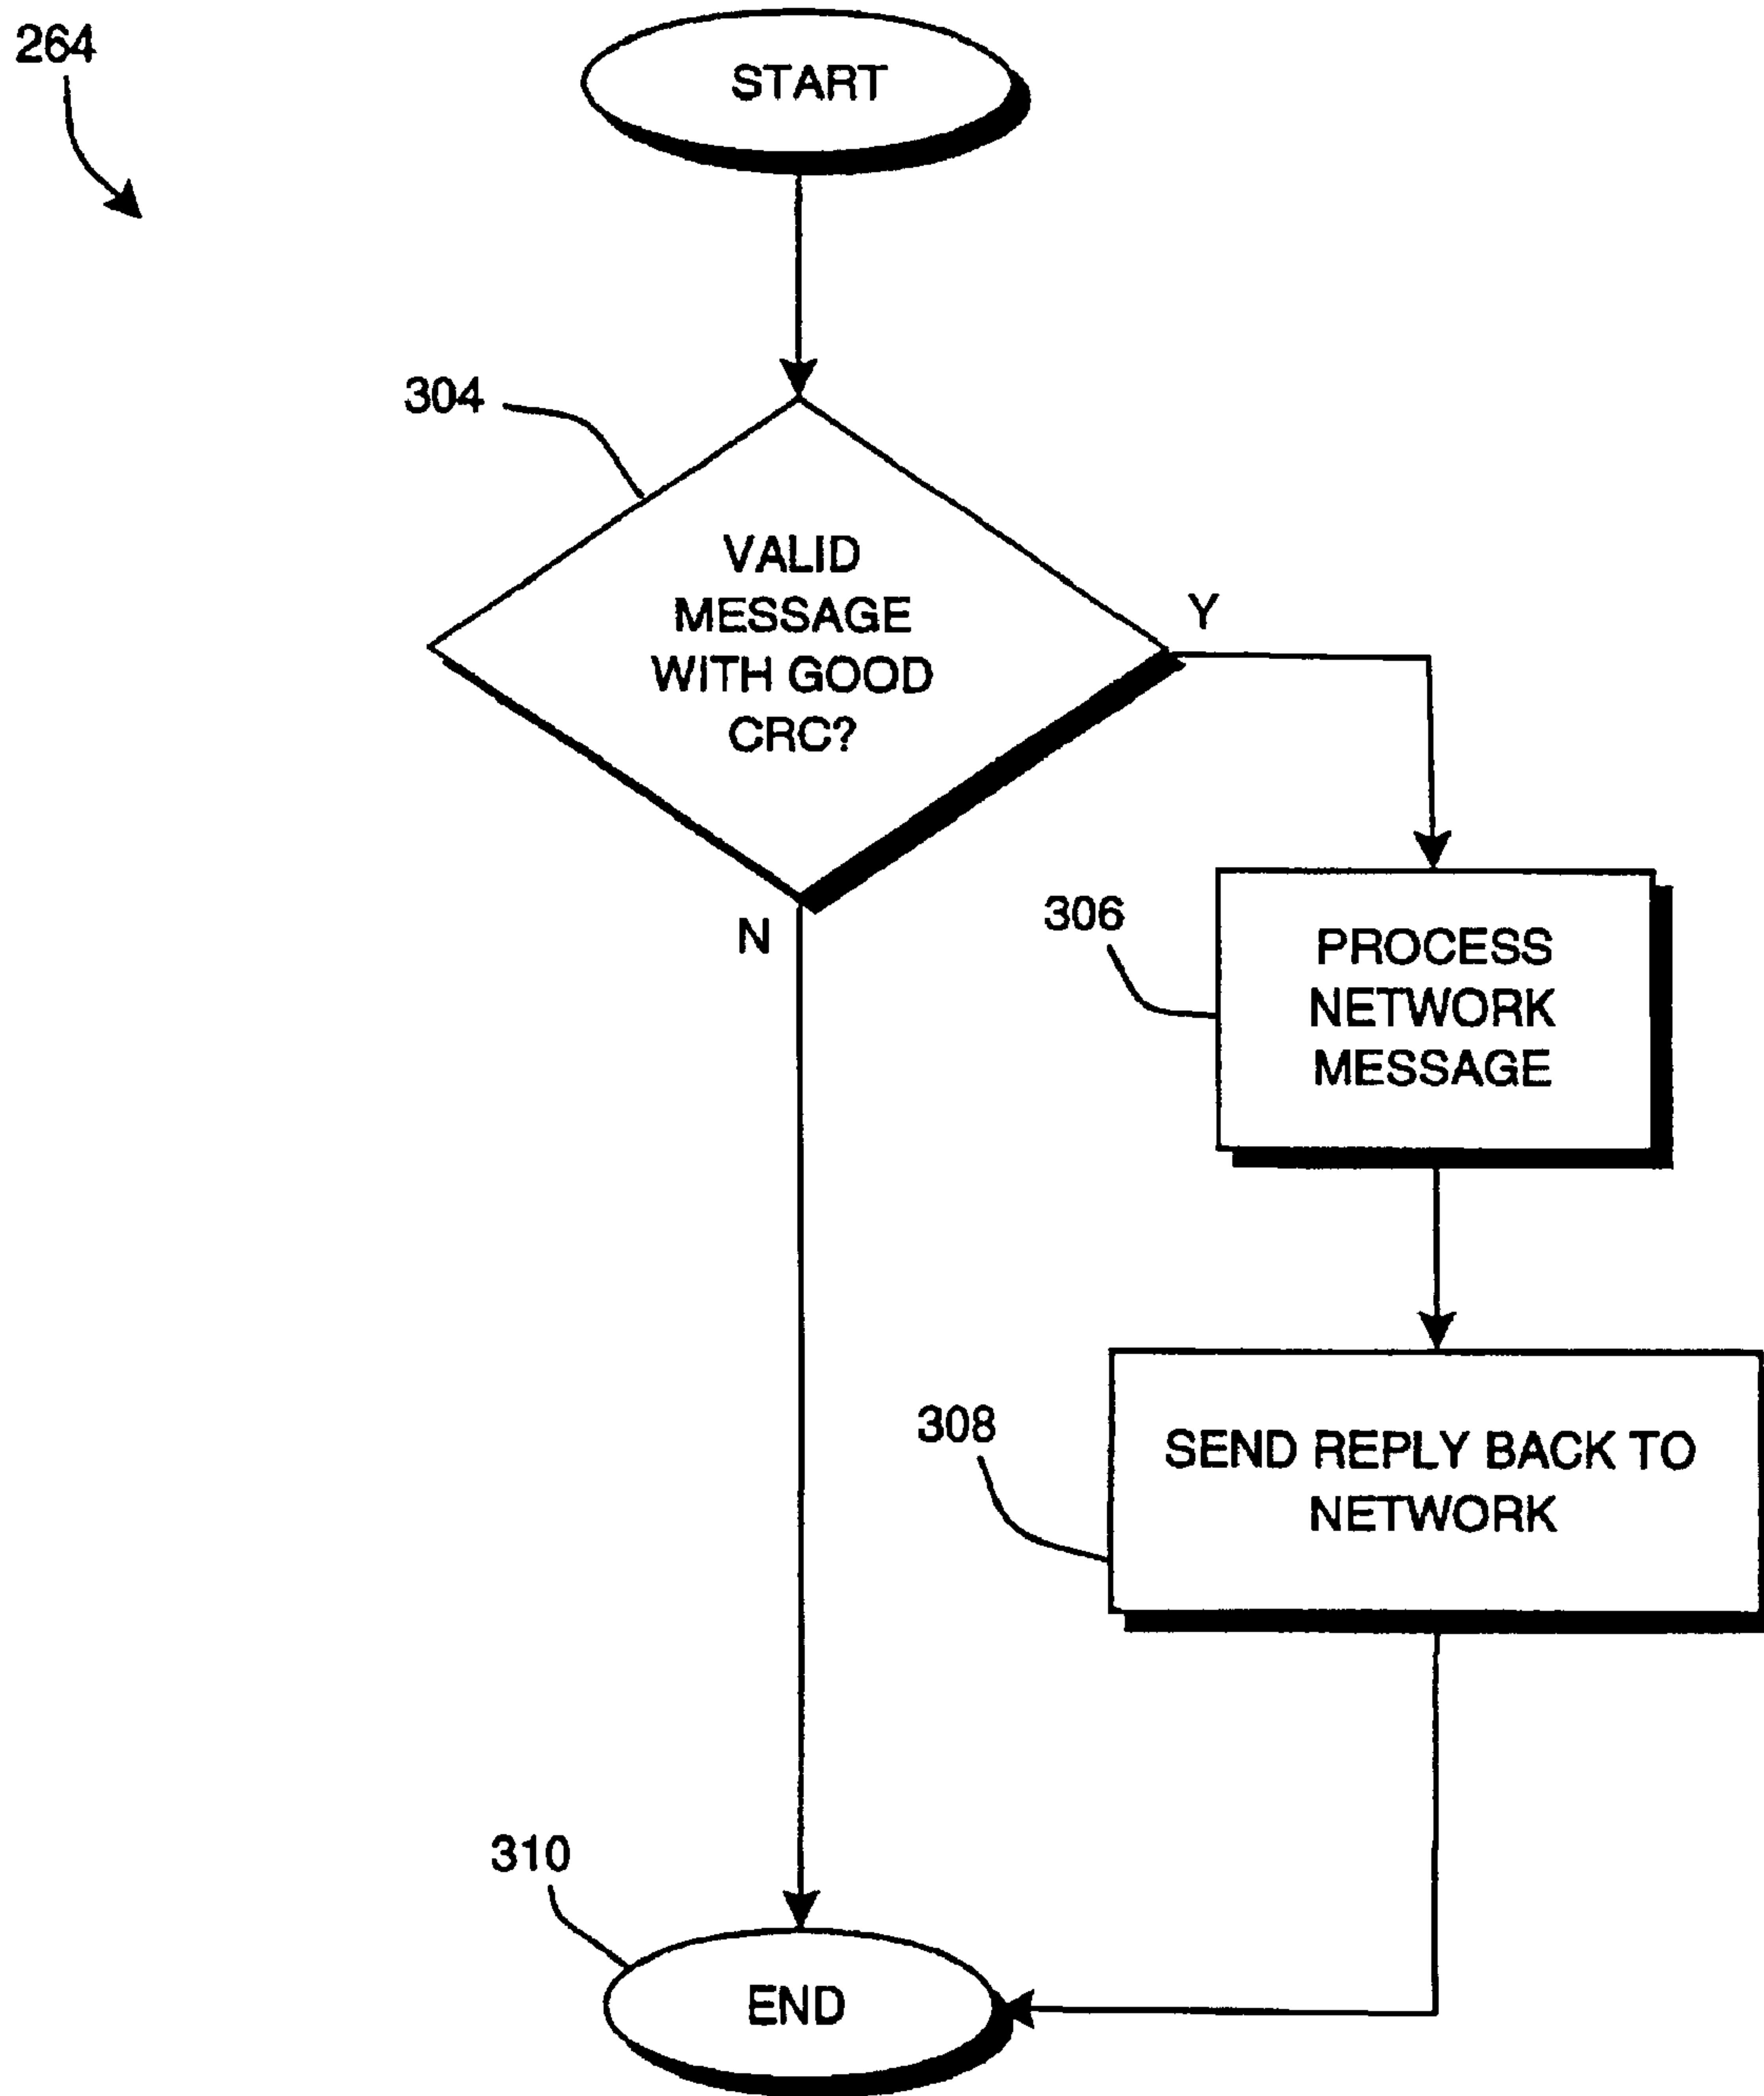 264
START
304
VALID
MESSAGE
WITH GOOD
CRC?
Y
N
306
PROCESS
NETWORK
MESSAGE
308
SEND REPLY BACK TO
NETWORK
310
END